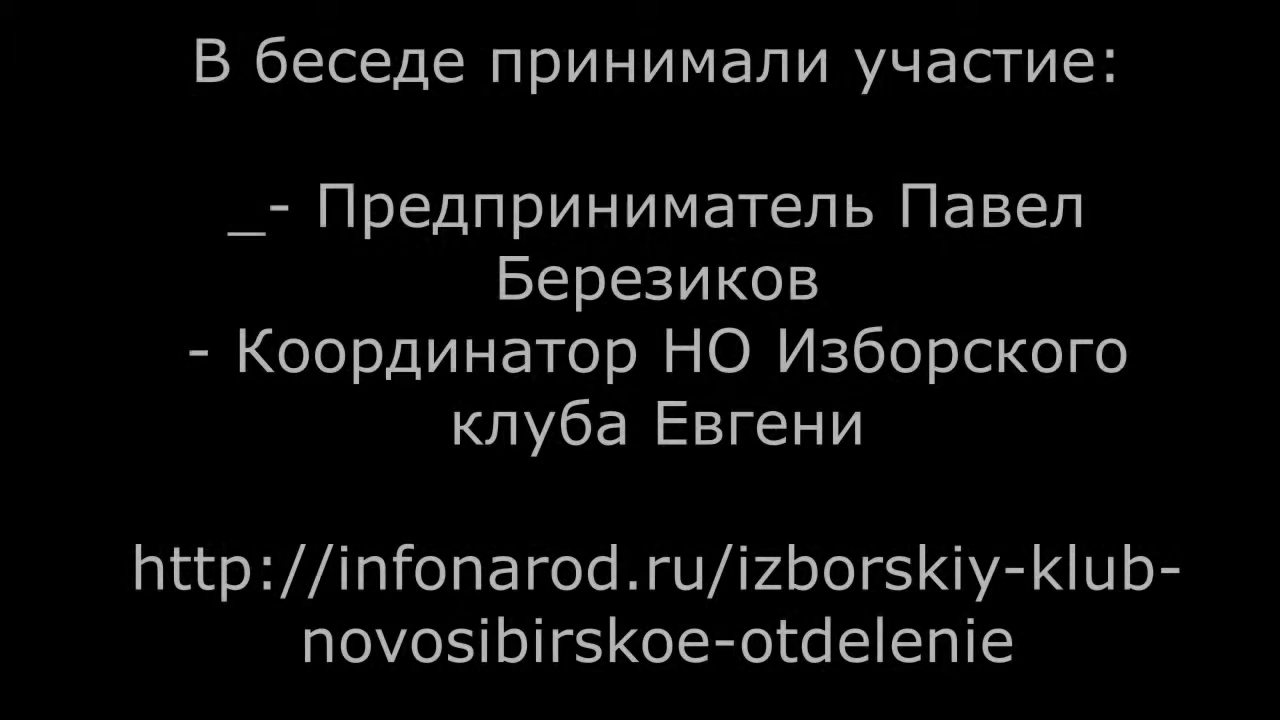 В беседе принимали участие:
_- Предприниматель Павел
Березиков
- Координатор НО Изборского
клуба Евгени
http://infonarod.ru/izborskiy-klub-
novosibirskoe-otdelenie